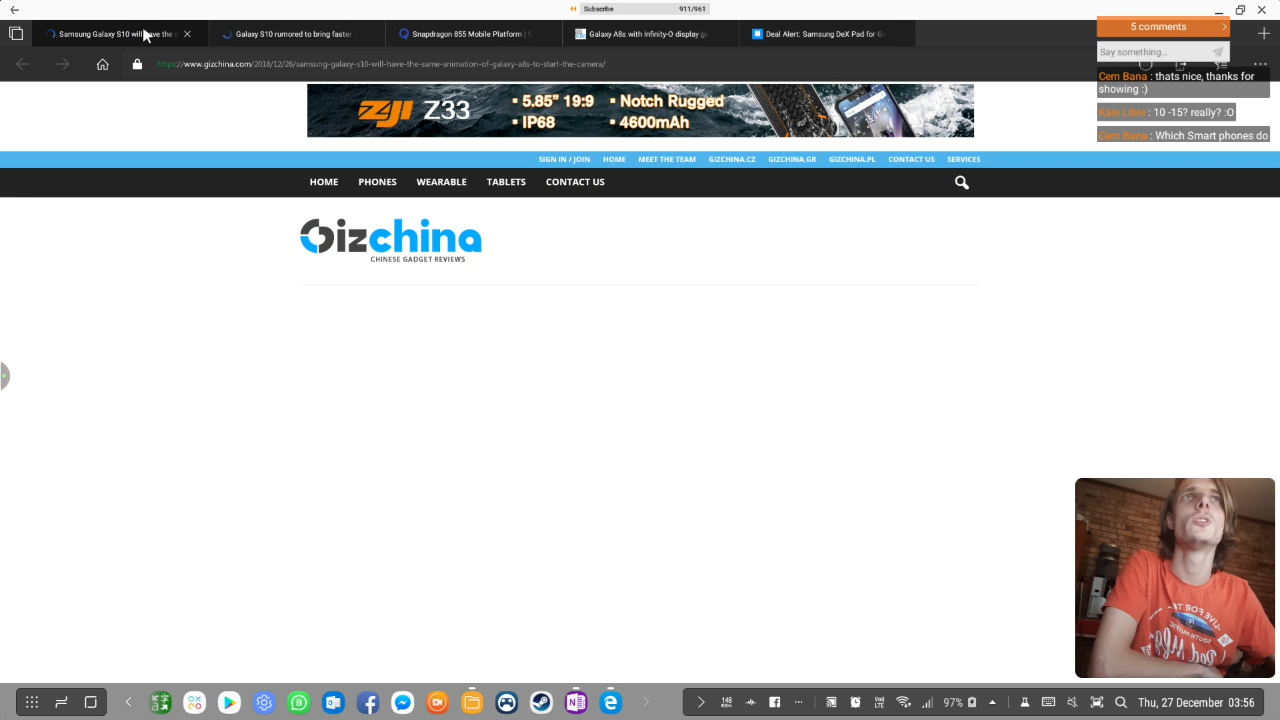 Subscribe 911/961
Samsung Galaxy S10 will have the s
Galaxy S10 rumored to bring faster
Snapdragon 855 Mobile Platform |
Galaxy A8s with Infinity-O display go
Deal Alert: Samsung DeX Pad for G
5 comments
https://www.gizchina.com/2018/12/26/samsung-galaxy-s10-will-have-the-same-animation-of-galaxy-a8s-to-start-the-camera/
Say something...
Cem Bana : thats nice, thanks for
showing :)
Kale Libre : 10 -15? really? :O
Cem Bana : Which Smart phones do
Z33
• 5.85” 19:9 • Notch Rugged
• IP68 • 4600mAh
SIGN IN / JOIN HOME MEET THE TEAM GIZCHINA.CZ GIZCHINA.GR GIZCHINA.PL CONTACT US SERVICES
HOME PHONES WEARABLE TABLETS CONTACT US
Gizchina
CHINESE GADGET REVIEWS
97% Thu, 27 December 03:56